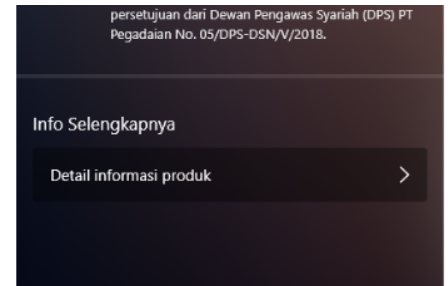 persetujuan dari Dewan Pengawas Syariah (DPS) PT
Pegadaian No. 05/DPS-DSN/V/2018.
Info Selengkapnya
Detail informasi produk